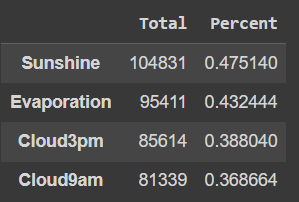 Total Percent
Sunshine 104831 0.475140
Evaporation 95411 0.432444
Cloud3pm 85614 0.388040
Cloud9am 81339 0.368664